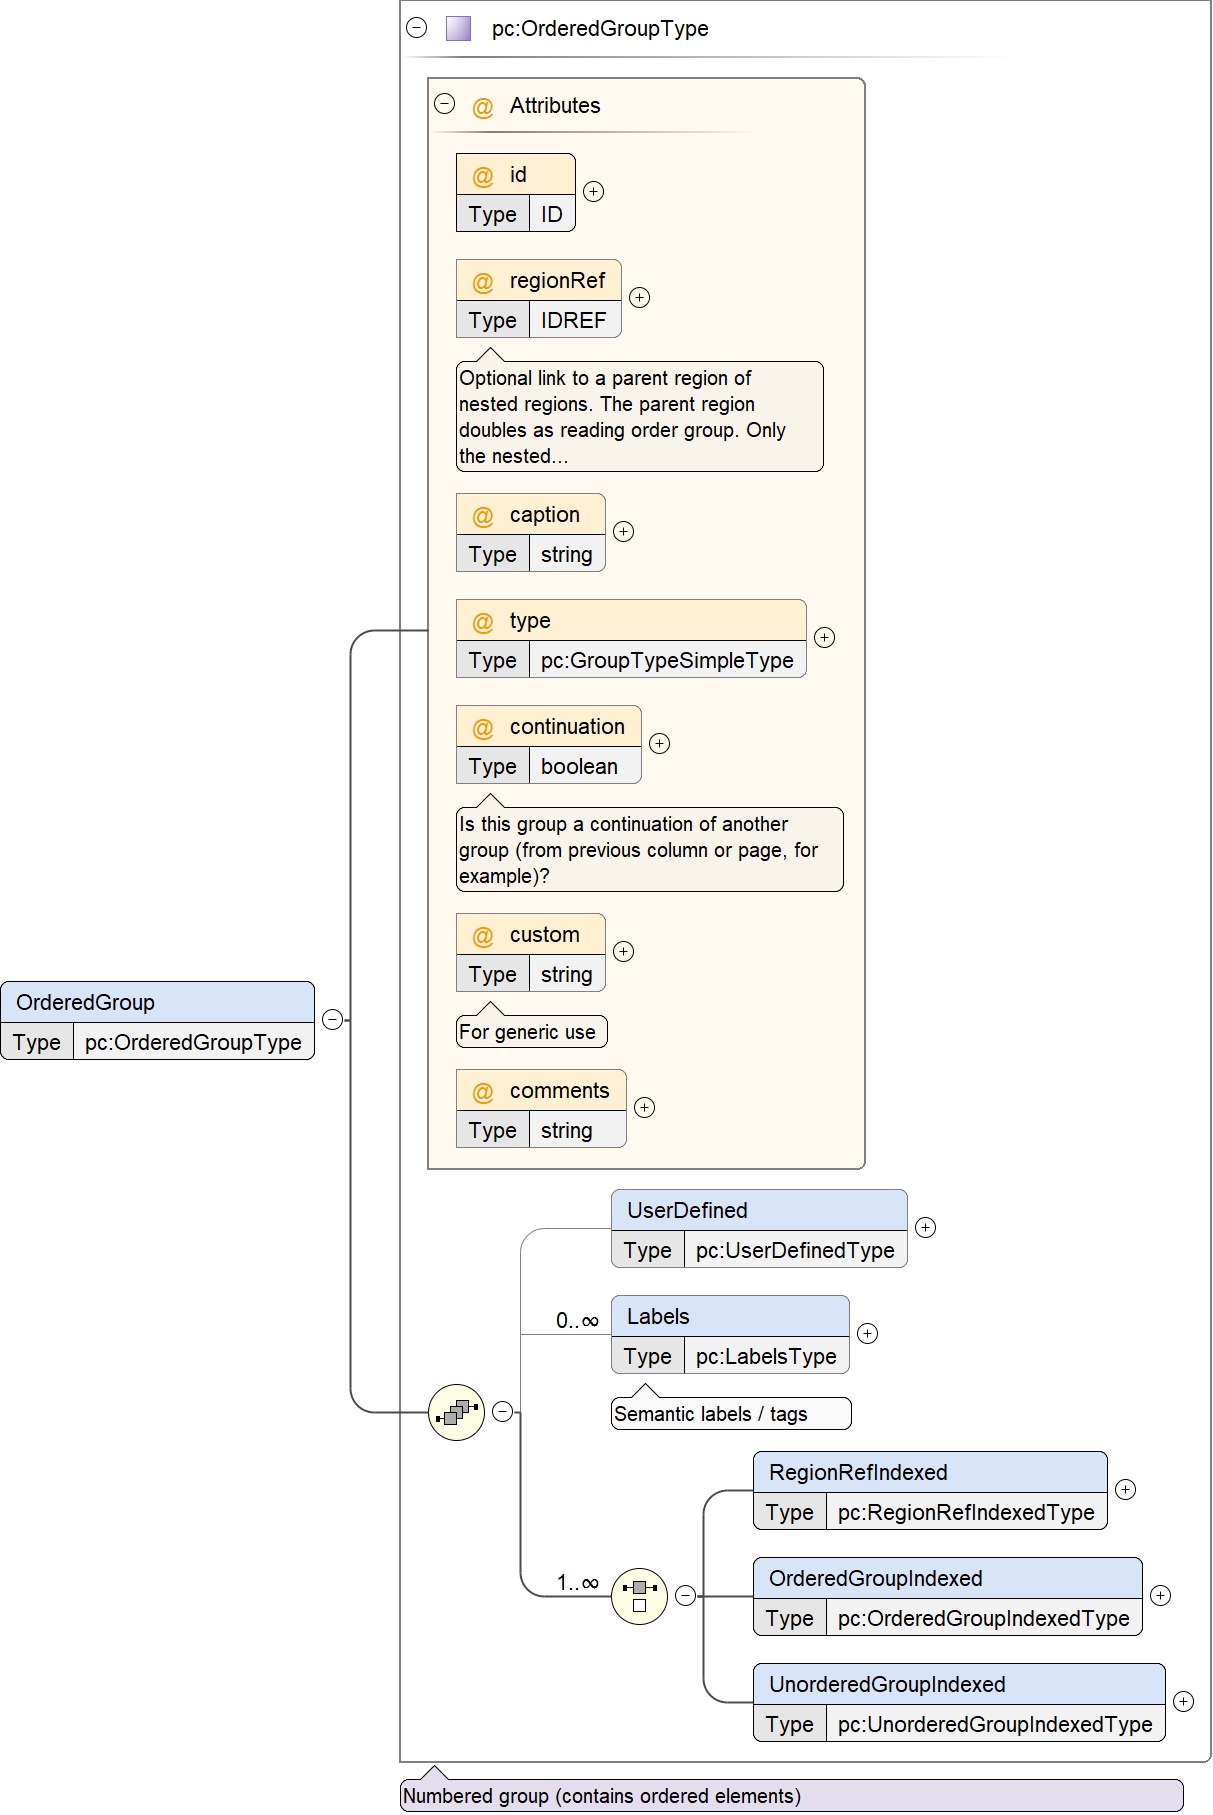 pc:OrderedGroupType
@ Attributes
@ id
Type ID
@ regionRef
Type IDREF
Optional link to a parent region of
nested regions. The parent region
doubles as reading order group. Only
the nested...
@ caption
Type string
@ type
Type pc:GroupTypeSimpleType
@ continuation
Type boolean
Is this group a continuation of another
group (from previous column or page, for
example)?
@ custom
Type string
For generic use
@ comments
Type string
OrderedGroup
Type pc:OrderedGroupType
UserDefined
Type pc:UserDefinedType
0..∞
Labels
Type pc:LabelsType
Semantic labels / tags
1..∞
RegionRefIndexed
Type pc:RegionRefIndexedType
OrderedGroupIndexed
Type pc:OrderedGroupIndexedType
UnorderedGroupIndexed
Type pc:UnorderedGroupIndexedType
Numbered group (contains ordered elements)